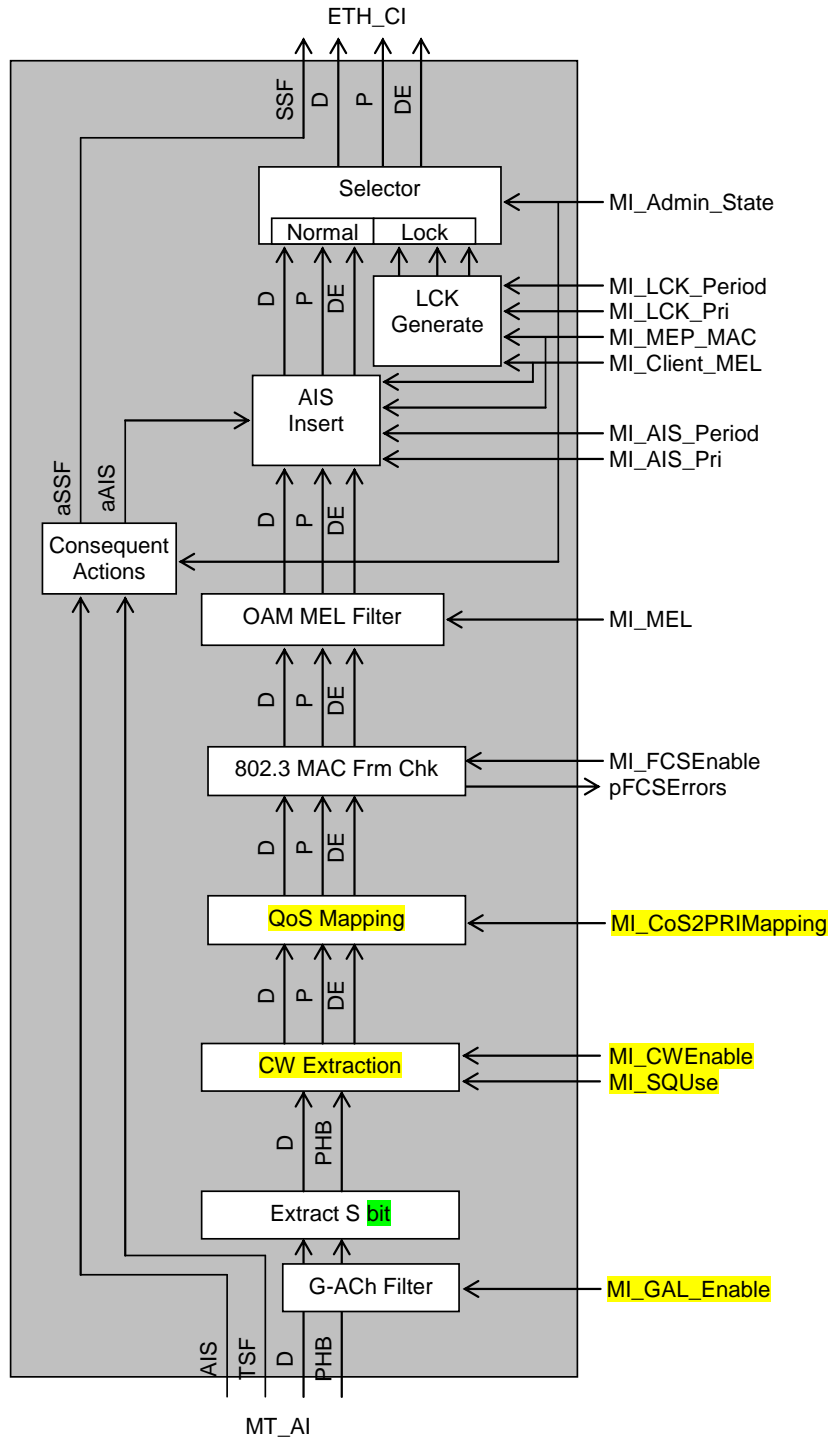 ETH_CI
SSF
D
P
DE
Selector
Normal
Lock
MI_Admin_State
D
P
DE
LCK
Generate
MI_LCK_Period
MI_LCK_Pri
MI_MEP_MAC
MI_Client_MEL
AIS
Insert
MI_AIS_Period
MI_AIS_Pri
aSSF
aAIS
D
P
DE
Consequent
Actions
OAM MEL Filter
MI_MEL
D
P
DE
802.3 MAC Frm Chk
MI_FCSEnable
pFCSErrors
D
P
DE
QoS Mapping
MI_CoS2PRIMapping
D
P
DE
CW Extraction
MI_CWEnable
MI_SQUse
D
PHB
Extract S bit
G-ACh Filter
MI_GAL_Enable
AIS
TSF
D
PHB
MT_AI